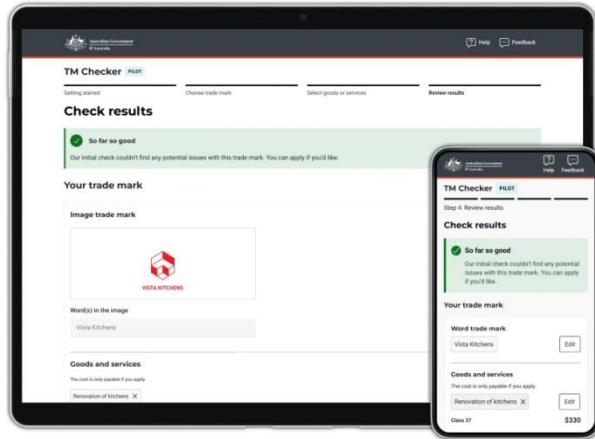 Australian Government
IP Australia
Help
Feedback
TM Checker PILOT
Getting started
Choose trade mark
Select goods or services
Review results
Check results
So far so good
Our initial check couldn't find any potential issues with this trade mark. You can apply if you'd like.
Your trade mark
Image trade mark
VISTA KITCHENS
Word(s) in the image
Vista Kitchens
Goods and services
The cost is only payable if you apply.
Renovation of kitchens X
Australian Government
IP Australia
Help
Feedback
TM Checker PILOT
Step 4: Review results
Check results
So far so good
Our initial check couldn't find any potential
issues with this trade mark. You can apply
if you'd like.
Your trade mark
Word trade mark
Vista Kitchens
Edit
Goods and services
The cost is only payable if you apply.
Renovation of kitchens X
Edit
Class 37
$330